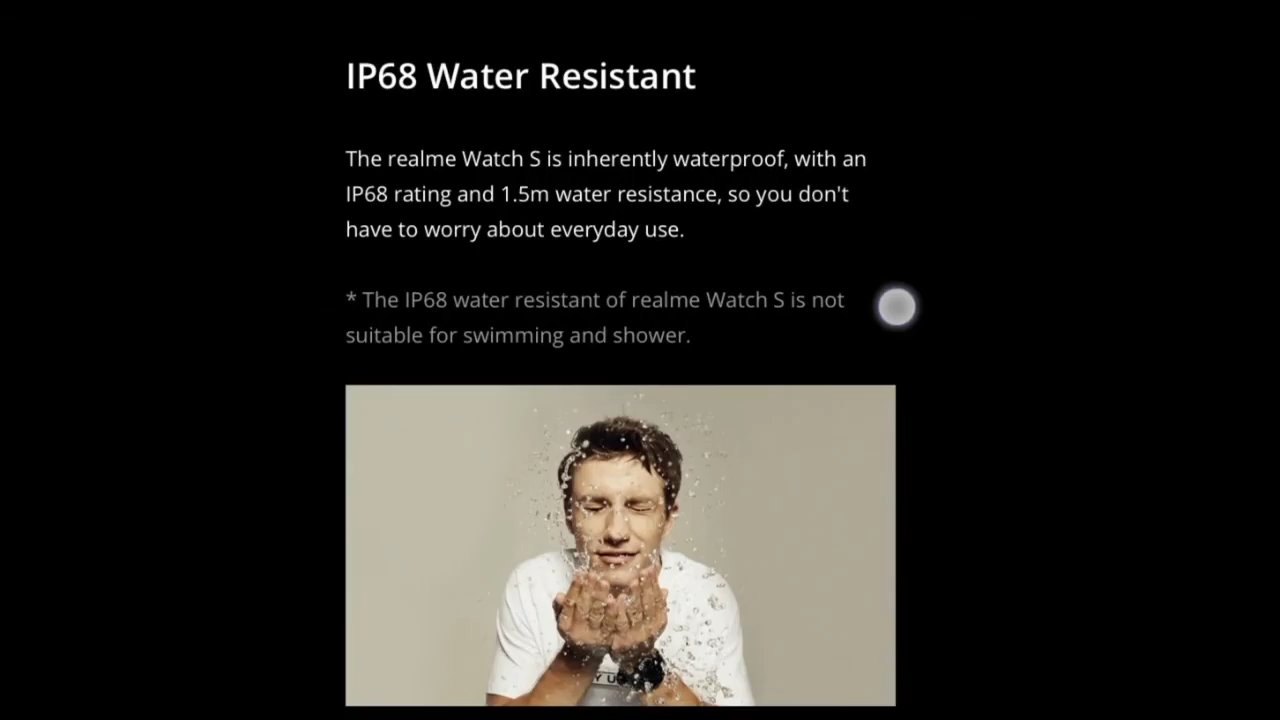 IP68 Water Resistant
The realme Watch S is inherently waterproof, with an
IP68 rating and 1.5m water resistance, so you don't
have to worry about everyday use.
* The IP68 water resistant of realme Watch S is not
suitable for swimming and shower.
Y U